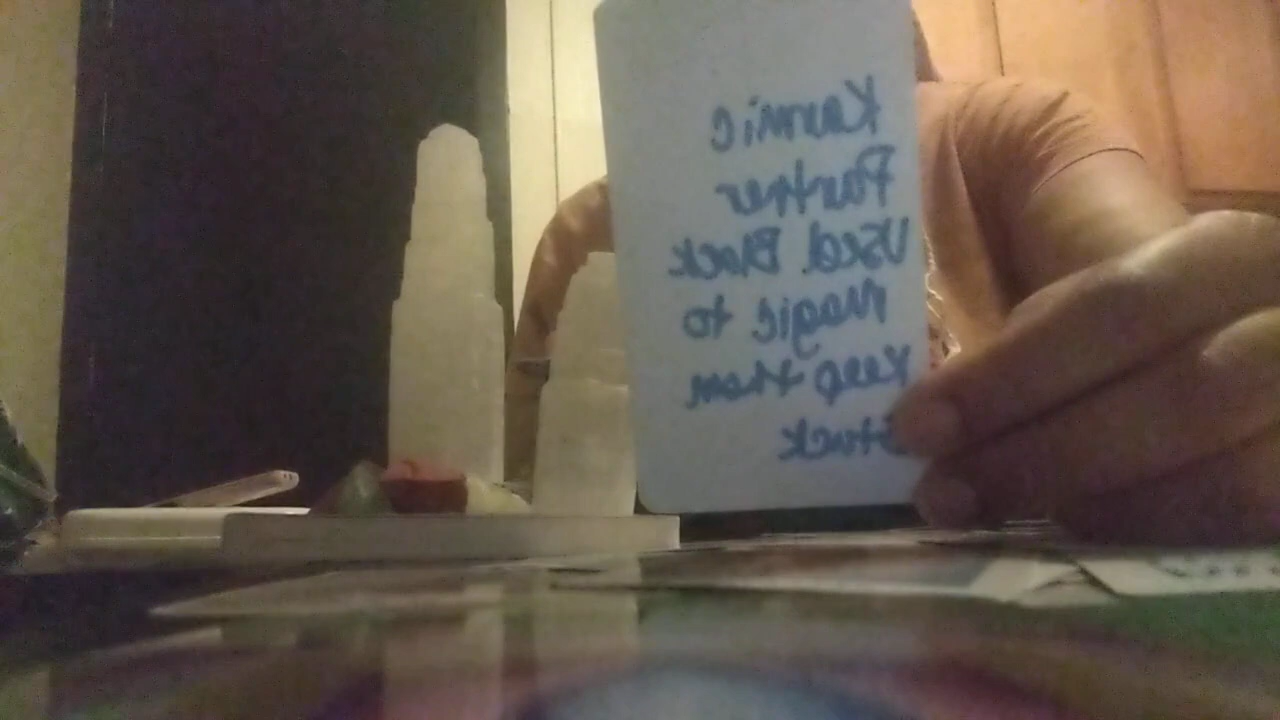 Karmic
Partner
Used Black
Magic to
Keep them
Stuck